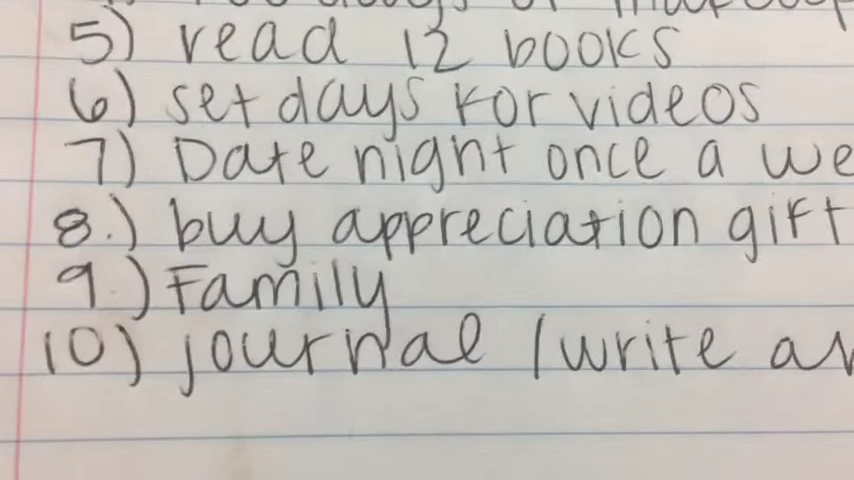 5) read 12 books
6) set days for videos
7) Date night once a we
8.) buy appreciation gift
9.) Family
10) journal (write